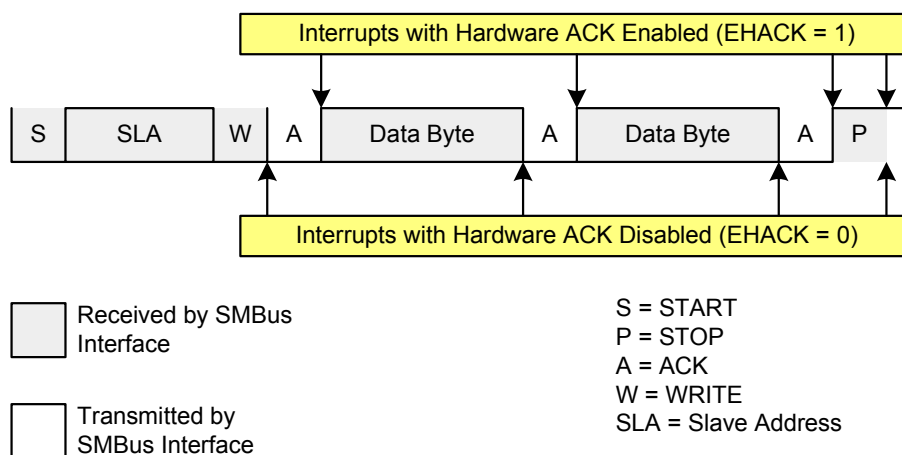 Interrupts with Hardware ACK Enabled (EHACK = 1)
S SLA W A Data Byte A Data Byte A P
Interrupts with Hardware ACK Disabled (EHACK = 0)
Received by SMBus
Interface
Transmitted by
SMBus Interface
S = START
P = STOP
A = ACK
W = WRITE
SLA = Slave Address